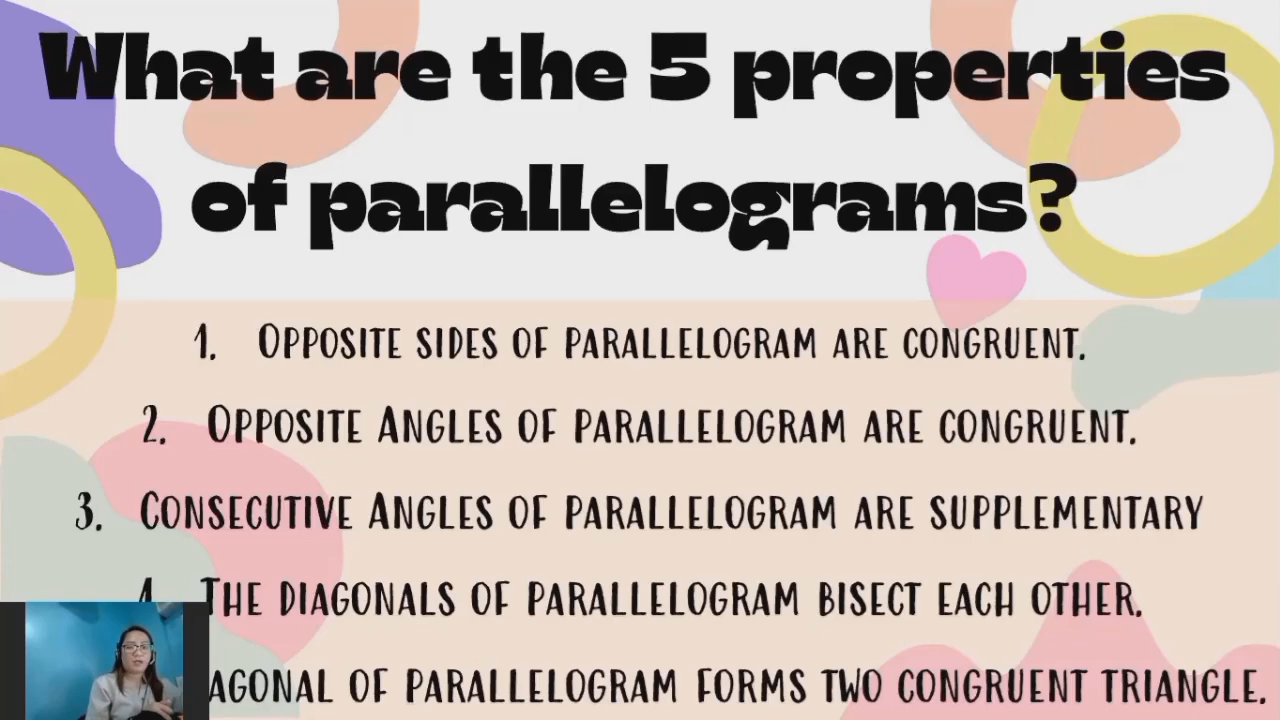 What are the 5 properties
of parallelograms?
1. OPPOSITE SIDES OF PARALLELOGRAM ARE CONGRUENT.
2. OPPOSITE ANGLES OF PARALLELOGRAM ARE CONGRUENT.
3. CONSECUTIVE ANGLES OF PARALLELOGRAM ARE SUPPLEMENTARY
THE DIAGONALS OF PARALLELOGRAM BISECT EACH OTHER.
AGONAL OF PARALLELOGRAM FORMS TWO CONGRUENT TRIANGLE.